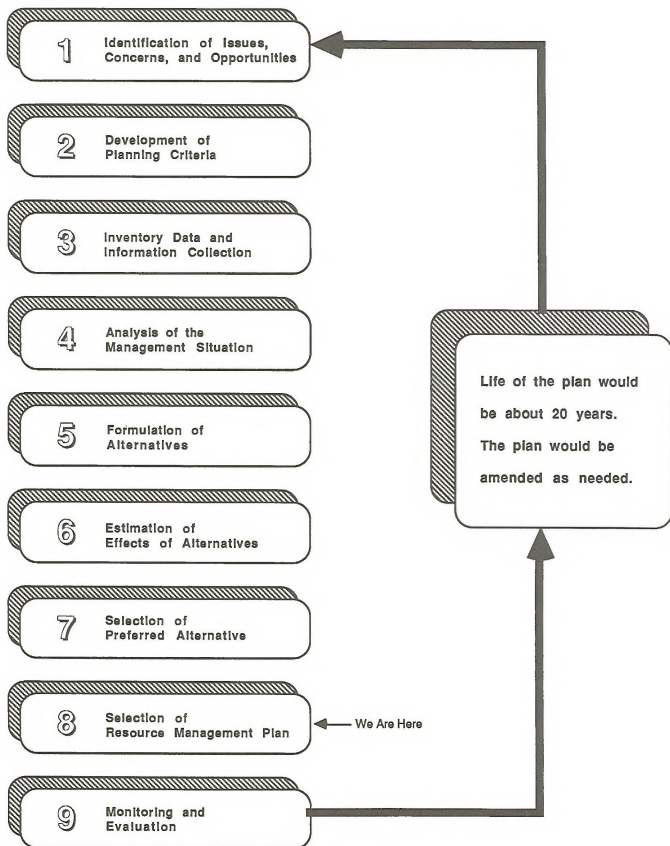 1
Identification of Issues,
Concerns, and Opportunities
2
Development of
Planning Criteria
3
Inventory Data and
Information Collection
4
Analysis of the
Management Situation
5
Formulation of
Alternatives
6
Estimation of
Effects of Alternatives
7
Selection of
Preferred Alternative
8
Selection of
Resource Management Plan
We Are Here
9
Monitoring and
Evaluation
Life of the plan would
be about 20 years.
The plan would be
amended as needed.